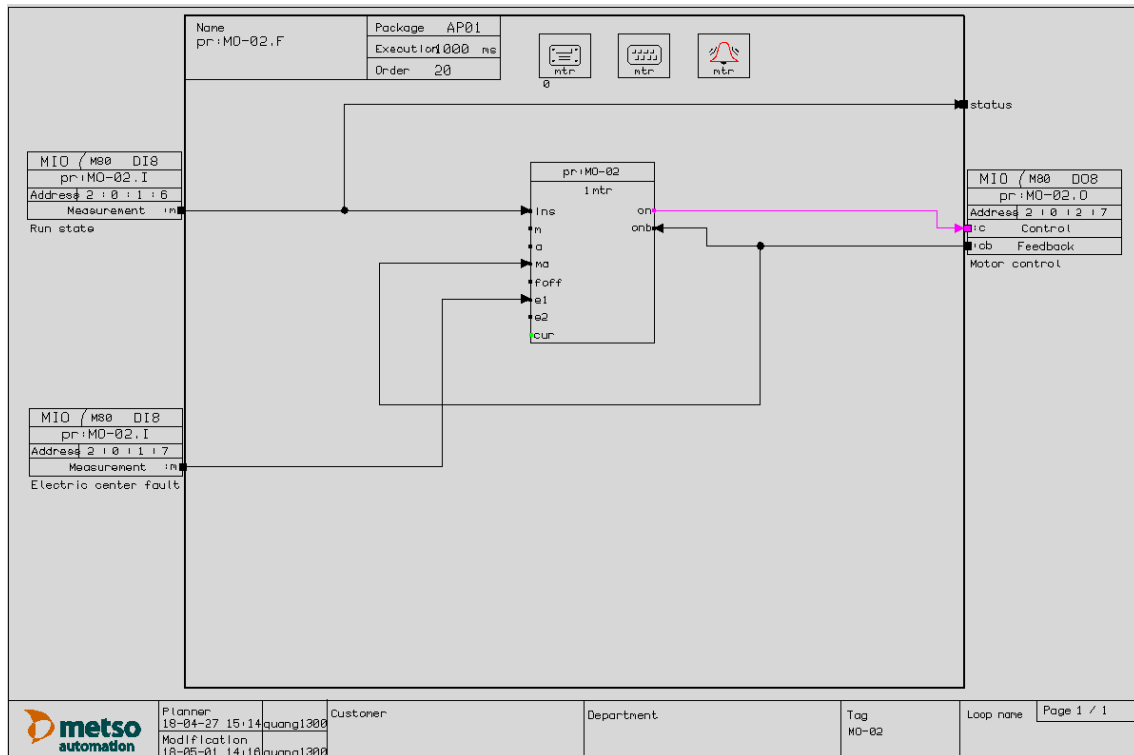 Name
pr:MO-02.F
Package AP01
Execution 1000 ms
Order 20
mtr
0
mtr
mtr
status
MIO / M80 DI8
pr:MO-02.I
Address 2 : 0 : 1 : 6
Measurement :m
Run state
pr:MO-02
1 mtr
ins
m
a
ma
foff
e1
e2
cur
on
onb
MIO / M80 DO8
pr:MO-02.O
Address 2 : 0 : 2 : 7
:c Control
:ob Feedback
Motor control
MIO / M80 DI8
pr:MO-02.I
Address 2 : 0 : 1 : 7
Measurement :m
Electric center fault
metso
automation
Planner
18-04-27 15:14 quang1300
Modification
18-05-01 14:16 quang1300
Customer
Department
Tag
MO-02
Loop name
Page 1 / 1